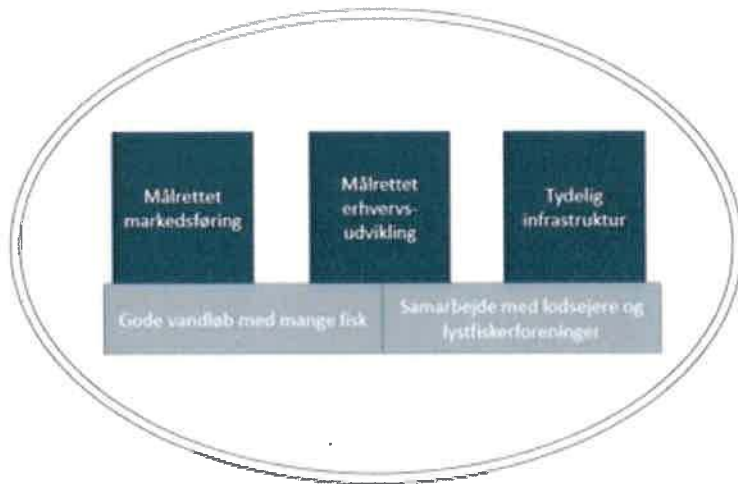 Målrettet
markedsføring
Målrettet
erhvervs-
udvikling
Tydelig
infrastruktur
Gode vandløb med mange fisk
Samarbejde med lodsejere og
lystfiskerforeninger